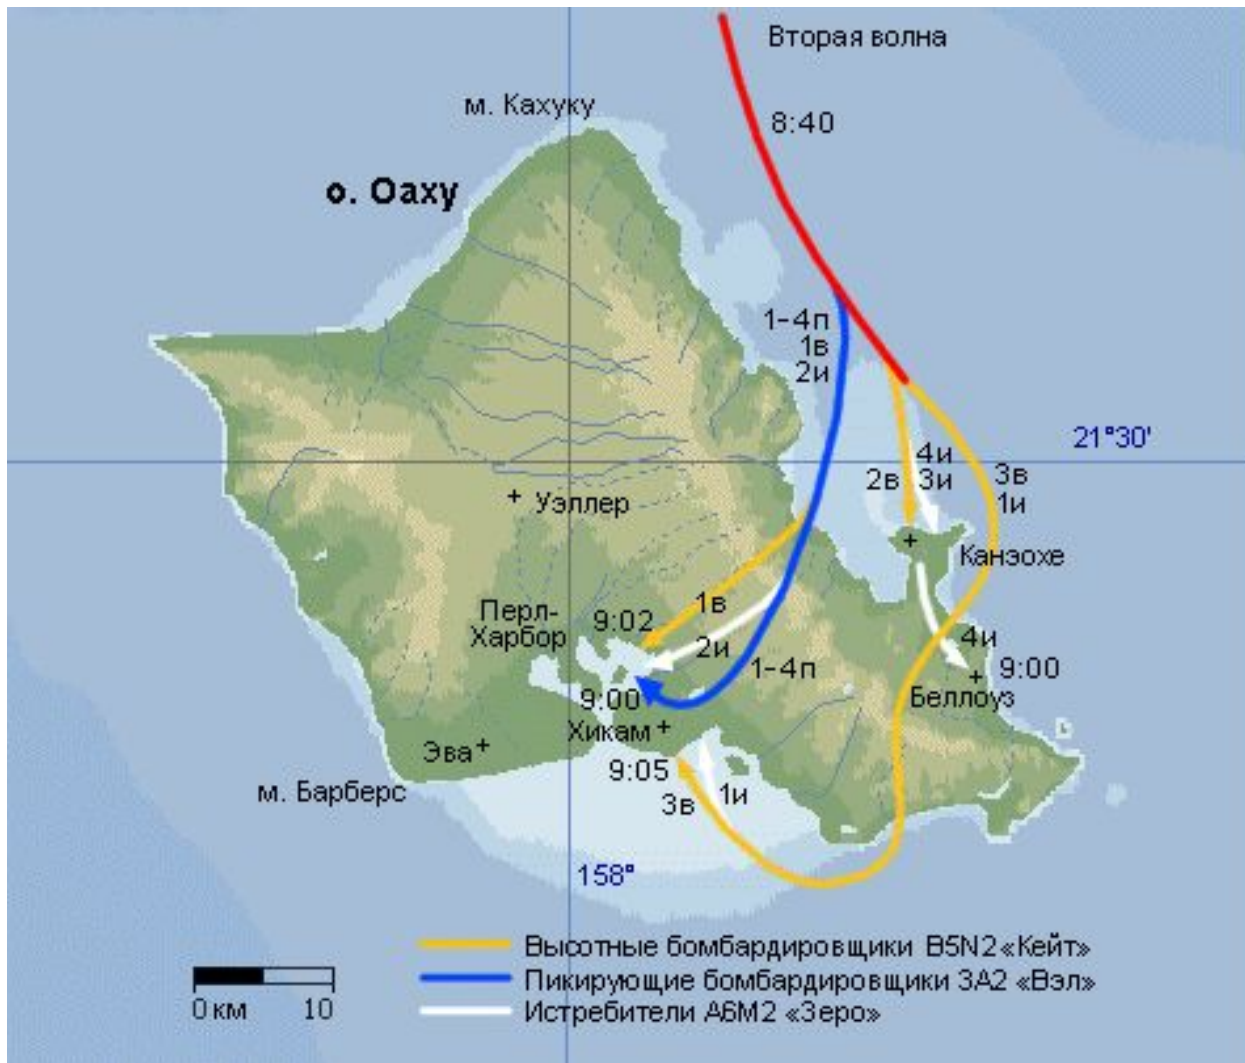 Вторая волна
м. Кахуку
8:40
о. Оаху
1-4п
1в
2и
21°30'
4и
3и
2в
3в
1и
Уэллер
Канэохе
Перл-
Харбор
9:02
1в
2и
4и
1-4п
9:00
Беллоуз
9:00
Хикам
Эва
9:05
м. Барберс
3в
1и
158°
Высотные бомбардировщики B5N2«Кейт»
Пикирующие бомбардировщики 3А2 «Вэл»
0 км 10
Истребители А6М2 «Зеро»